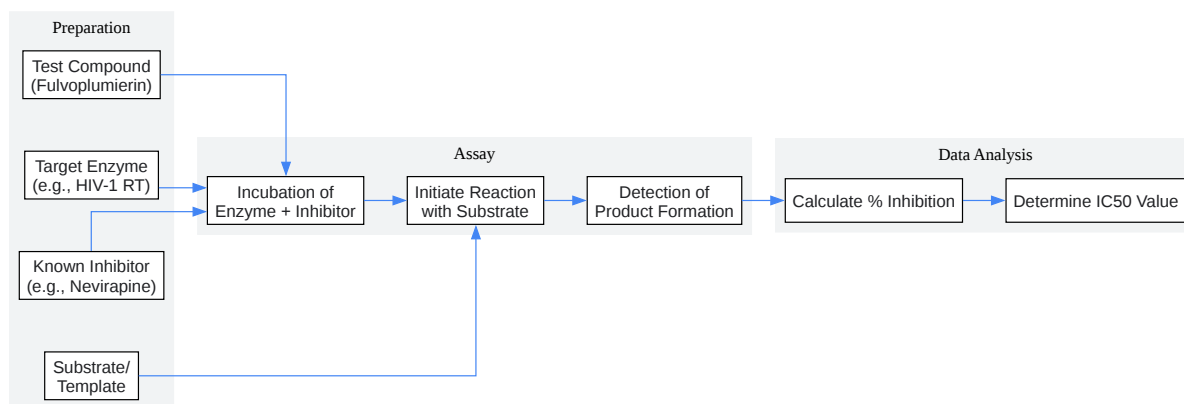 Preparation
Test Compound
(Fulvoplumierin)
Target Enzyme
(e.g., HIV-1 RT)
Known Inhibitor
(e.g., Nevirapine)
Substrate/
Template
Assay
Incubation of
Enzyme + Inhibitor
Initiate Reaction
with Substrate
Detection of
Product Formation
Data Analysis
Calculate % Inhibition
Determine IC50 Value